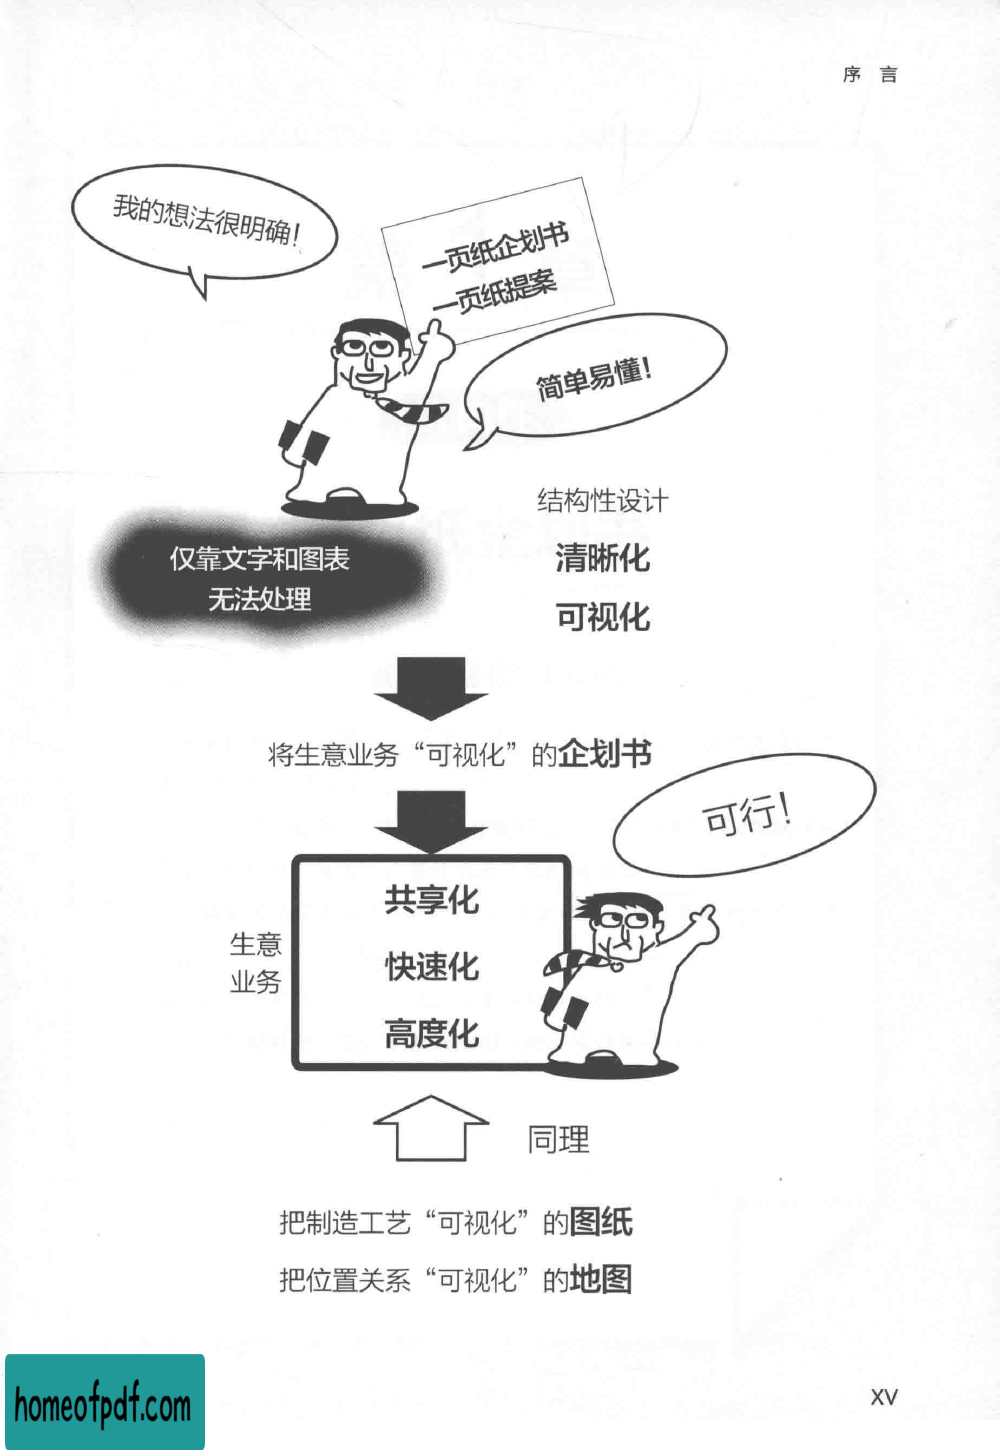 序 言
我的想法很明确！
一页纸企划书
一页纸提案
简单易懂！
结构性设计
清晰化
可视化
仅靠文字和图表
无法处理
将生意业务“可视化”的企划书
可行！
共享化
快速化
高度化
生意
业务
同理
把制造工艺“可视化”的图纸
把位置关系“可视化”的地图
XV
homeofpdf.com